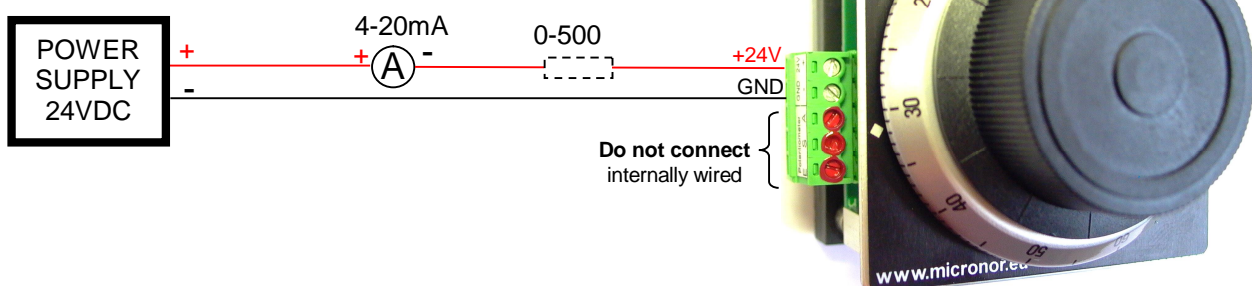 POWER
SUPPLY
24VDC
+
-
4-20mA
+
A
-
0-500
+24V
GND
Do not connect
internally wired
GND
30
40
50
www.micronor.eu